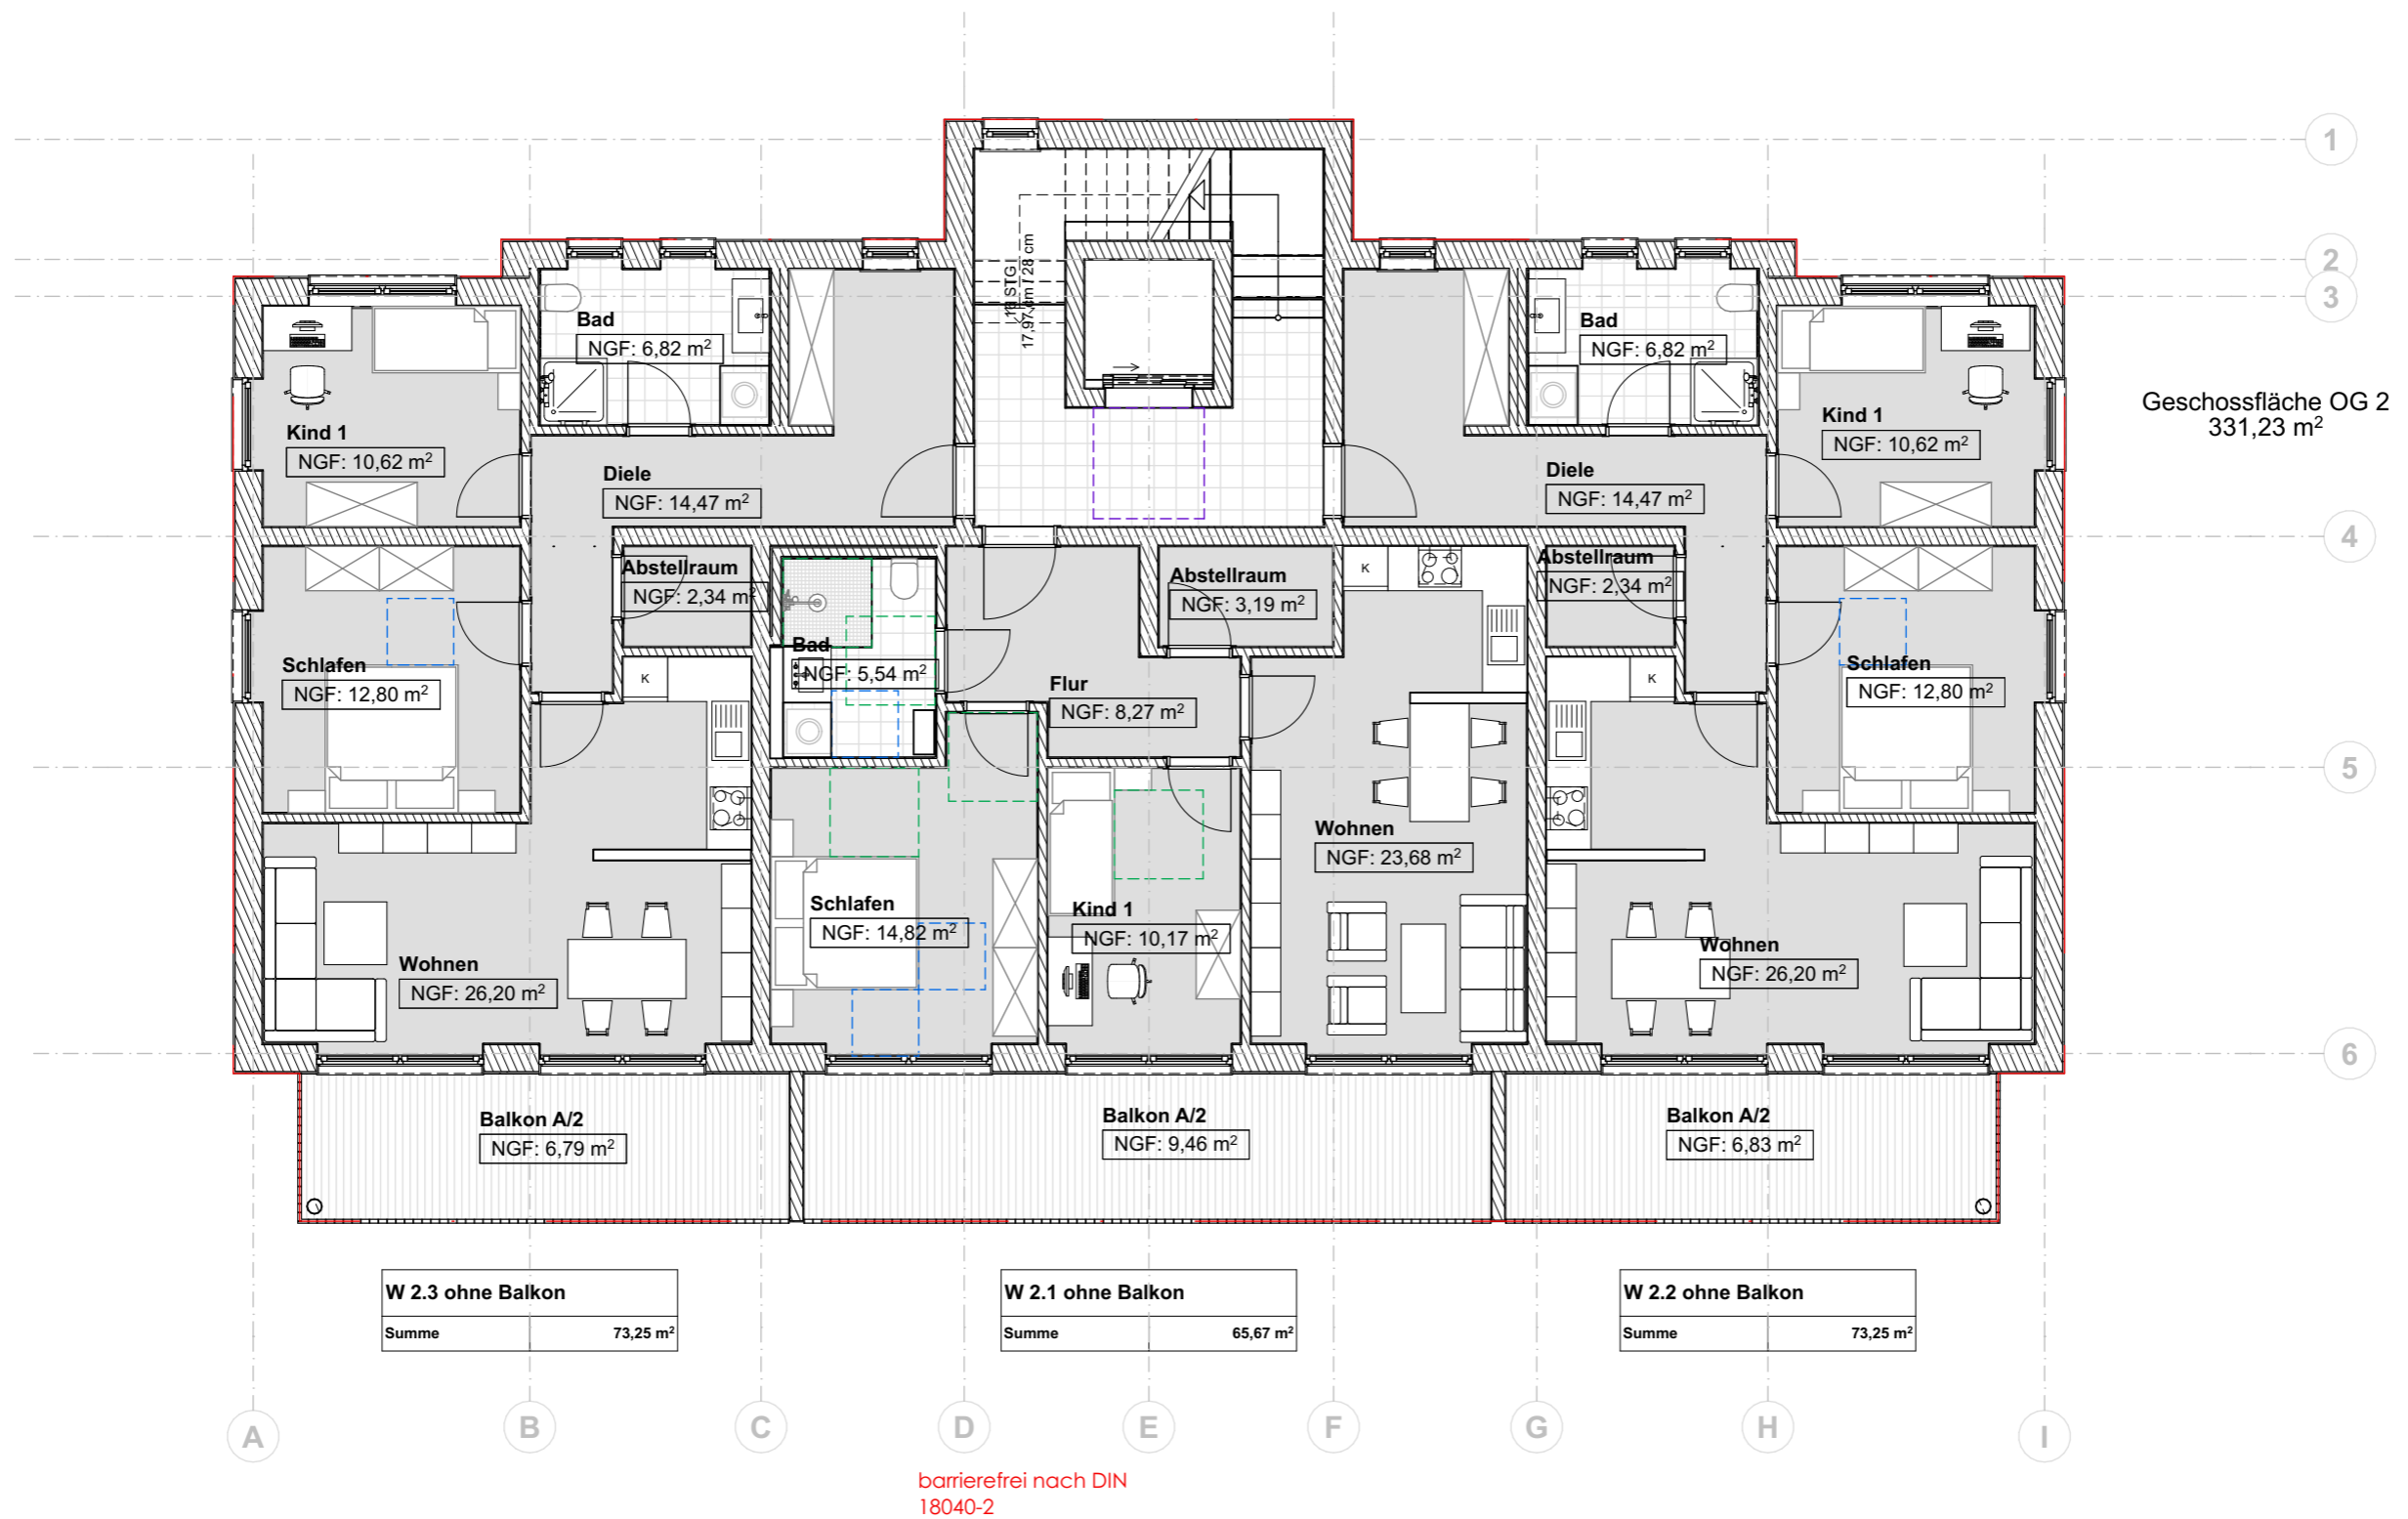 1
2
3
Bad
NGF: 6,82 m²
18 STG
17,97 cm / 28 cm
Bad
NGF: 6,82 m²
Geschossfläche OG 2
331,23 m²
Kind 1
NGF: 10,62 m²
Kind 1
NGF: 10,62 m²
Diele
NGF: 14,47 m²
Diele
NGF: 14,47 m²
4
Abstellraum
NGF: 2,34 m²
Abstellraum
NGF: 3,19 m²
K
Abstellraum
NGF: 2,34 m²
Schlafen
NGF: 12,80 m²
K
Bad
NGF: 5,54 m²
Flur
NGF: 8,27 m²
K
Schlafen
NGF: 12,80 m²
5
Wohnen
NGF: 23,68 m²
Schlafen
NGF: 14,82 m²
Kind 1
NGF: 10,17 m²
Wohnen
NGF: 26,20 m²
Wohnen
NGF: 26,20 m²
6
Balkon A/2
NGF: 6,79 m²
Balkon A/2
NGF: 9,46 m²
Balkon A/2
NGF: 6,83 m²
W 2.3 ohne Balkon
Summe 73,25 m²
W 2.1 ohne Balkon
Summe 65,67 m²
W 2.2 ohne Balkon
Summe 73,25 m²
A
B
C
D
E
F
G
H
I
barrierefrei nach DIN
18040-2